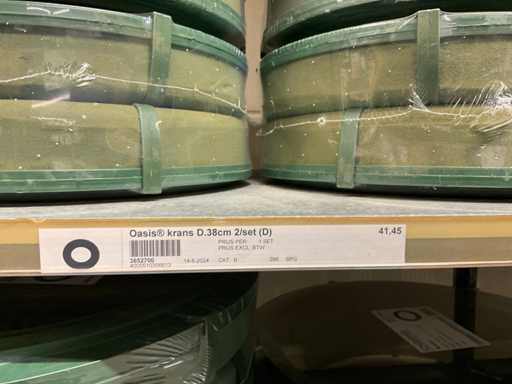 Oasis® krans D.38cm 2/set (D)
41,45
PRIJS PER: 1 SET
PRIJS EXCL. BTW
3652700
14-6-2024
CAT. B